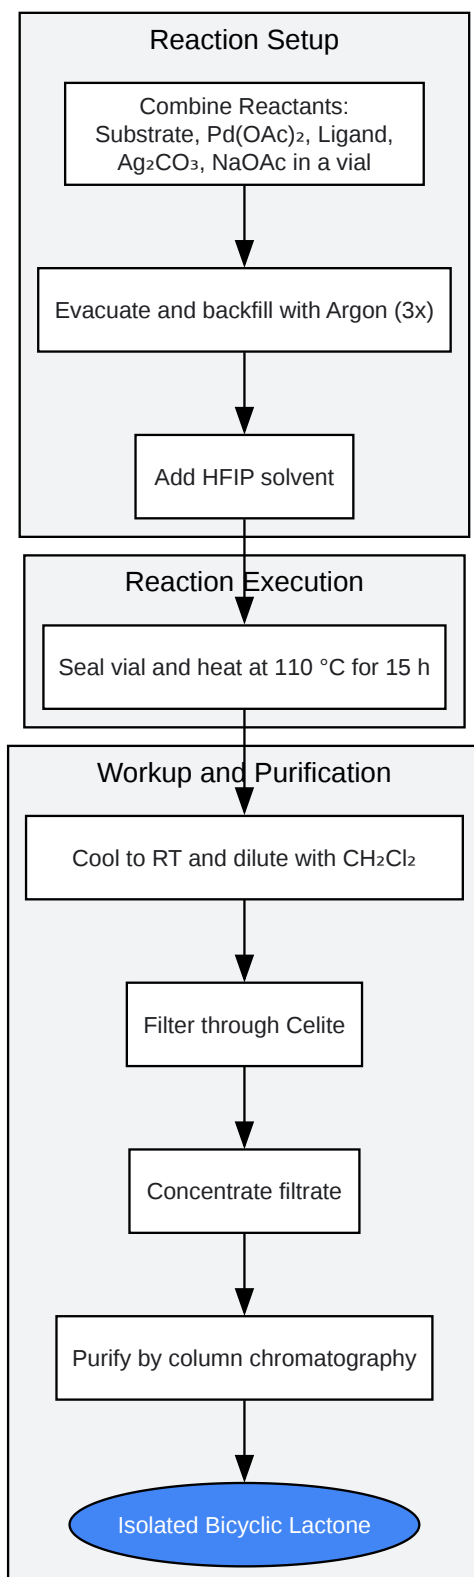 Reaction Setup
Combine Reactants:
Substrate, Pd(OAc)₂, Ligand,
Ag₂CO₃, NaOAc in a vial
Evacuate and backfill with Argon (3x)
Add HFIP solvent
Reaction Execution
Seal vial and heat at 110 °C for 15 h
Workup and Purification
Cool to RT and dilute with CH₂Cl₂
Filter through Celite
Concentrate filtrate
Purify by column chromatography
Isolated Bicyclic Lactone